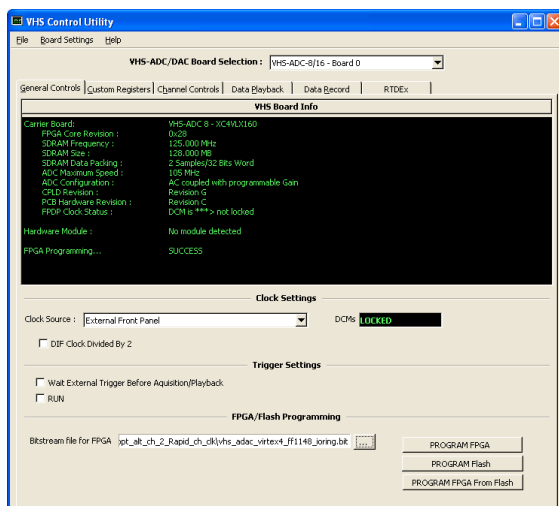 VHS Control Utility
File Board Settings Help
VHS-ADC/DAC Board Selection : VHS-ADC-8/16 - Board 0
General Controls Custom Registers Channel Controls Data Playback Data Record RTDEx
VHS Board Info
Carrier Board: VHS-ADC 8 - XC4VLX160
FPGA Core Revision : 0x28
SDRAM Frequency : 125.000 MHz
SDRAM Size : 128.000 MB
SDRAM Data Packing : 2 Samples/32 Bits Word
ADC Maximum Speed : 105 MHz
ADC Configuration : AC coupled with programmable Gain
CPLD Revision : Revision G
PCB Hardware Revision : Revision C
FPDP Clock Status : DCM is ***> not locked
Hardware Module : No module detected
FPGA Programming... SUCCESS
Clock Settings
Clock Source : External Front Panel DCMs LOCKED
DIF Clock Divided By 2
Trigger Settings
Wait External Trigger Before Aquisition/Playback
RUN
FPGA/Flash Programming
Bitstream file for FPGA opt_alt_ch_2_Rapid_ch_clk\vhs_adac_virtex4_ff1148_ioring.bit ... PROGRAM FPGA
PROGRAM Flash
PROGRAM FPGA From Flash